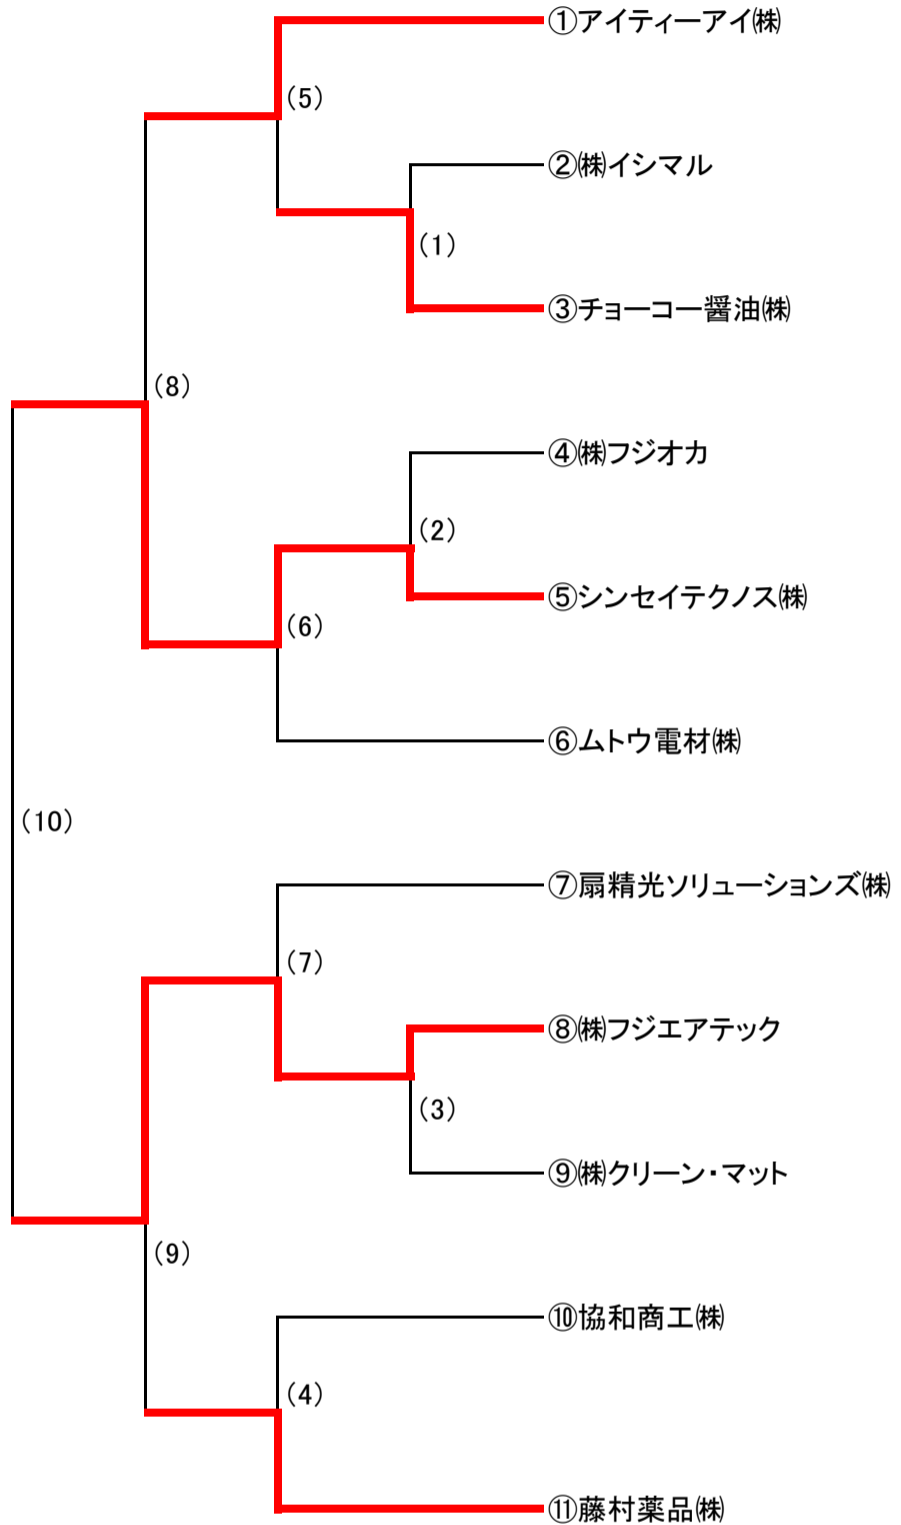 ①アイティーアイ㈱
(5)
②㈱イシマル
(1)
③チョーコー醤油㈱
(8)
④㈱フジオカ
(2)
⑤シンセイテクノス㈱
(6)
⑥ムトウ電材㈱
(10)
⑦扇精光ソリューションズ㈱
(7)
⑧㈱フジエアテック
(3)
⑨㈱クリーン・マット
(9)
⑩協和商工㈱
(4)
⑪藤村薬品㈱